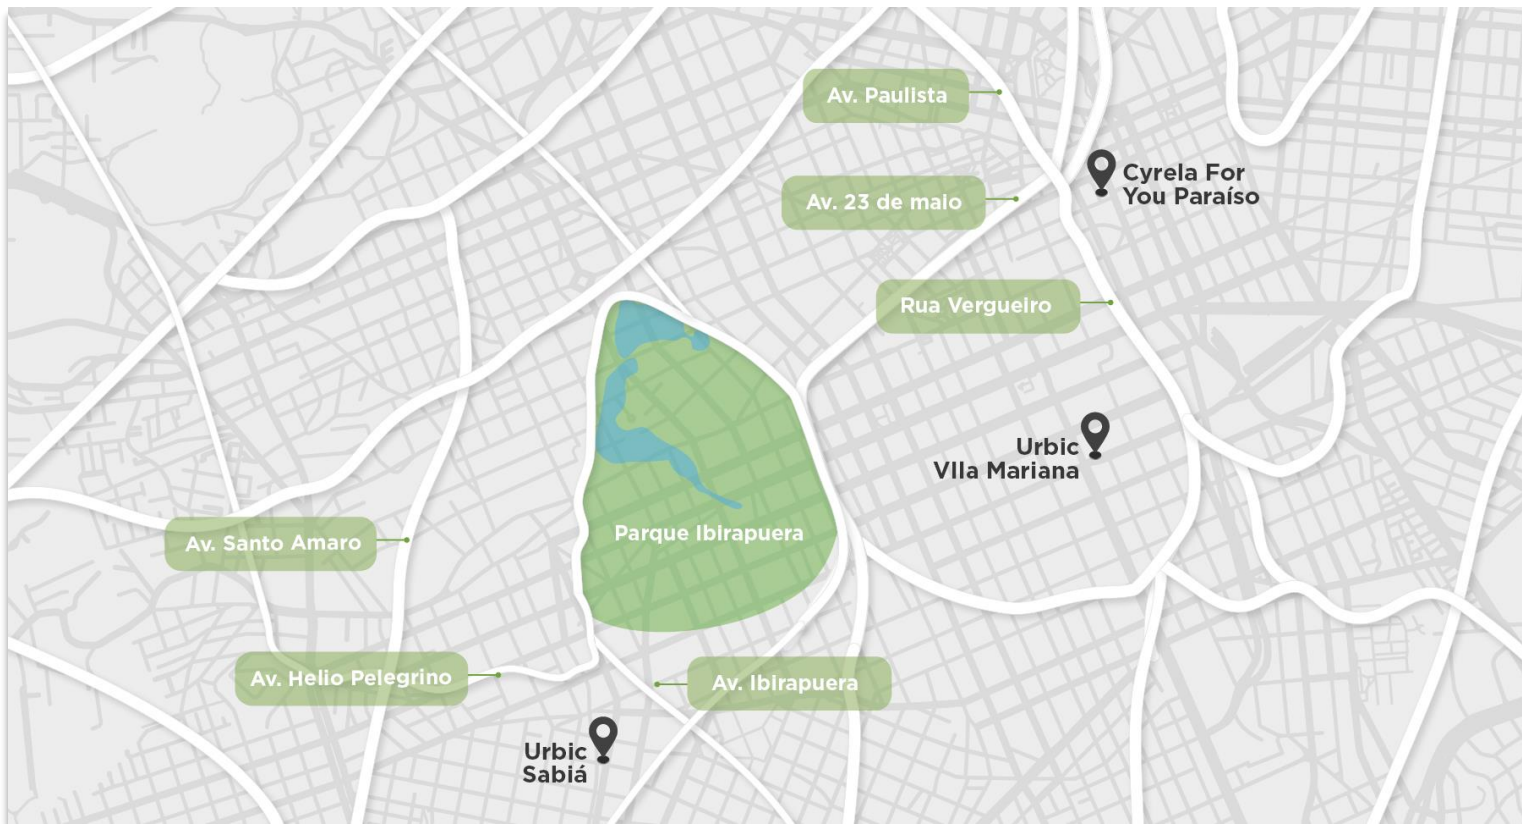 Av. Paulista
Cyrela For
You Paraíso
Av. 23 de maio
Rua Vergueiro
Urbic
VIla Mariana
Parque Ibirapuera
Av. Santo Amaro
Av. Helio Pelegrino
Av. Ibirapuera
Urbic
Sabiá